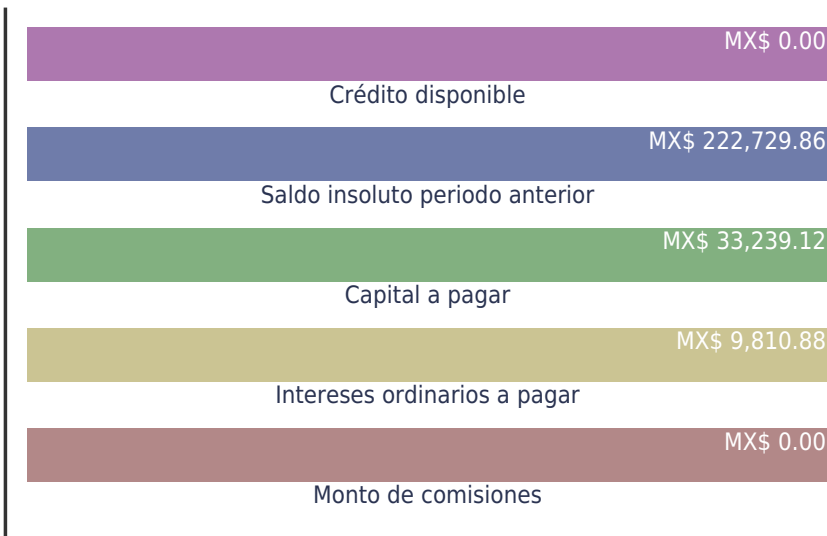 MX$ 0.00
Crédito disponible
MX$ 222,729.86
Saldo insoluto periodo anterior
MX$ 33,239.12
Capital a pagar
MX$ 9,810.88
Intereses ordinarios a pagar
MX$ 0.00
Monto de comisiones